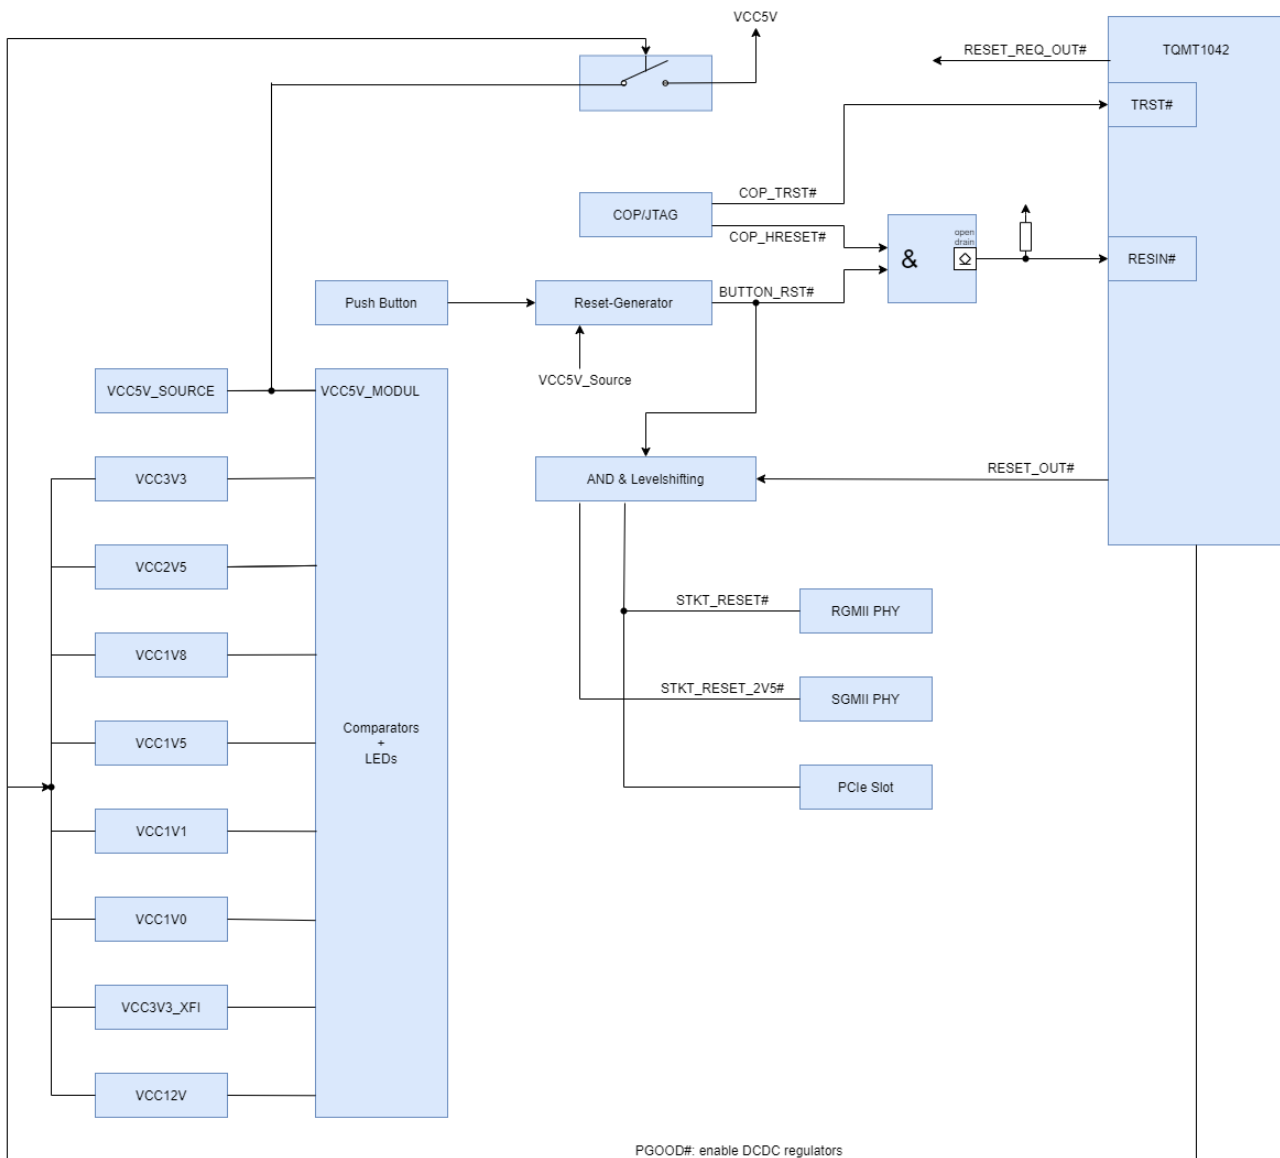 VCC5V
RESET_REQ_OUT#
TQMT1042
TRST#
COP_TRST#
COP/JTAG
COP_HRESET#
open
drain
&
RESIN#
Push Button
Reset-Generator
BUTTON_RST#
VCC5V_Source
VCC5V_SOURCE
VCC5V_MODUL
VCC3V3
AND & Levelshifting
RESET_OUT#
VCC2V5
STKT_RESET#
RGMII PHY
VCC1V8
STKT_RESET_2V5#
SGMII PHY
VCC1V5
Comparators
+
LEDs
PCIe Slot
VCC1V1
VCC1V0
VCC3V3_XFI
VCC12V
PGOOD#: enable DCDC regulators